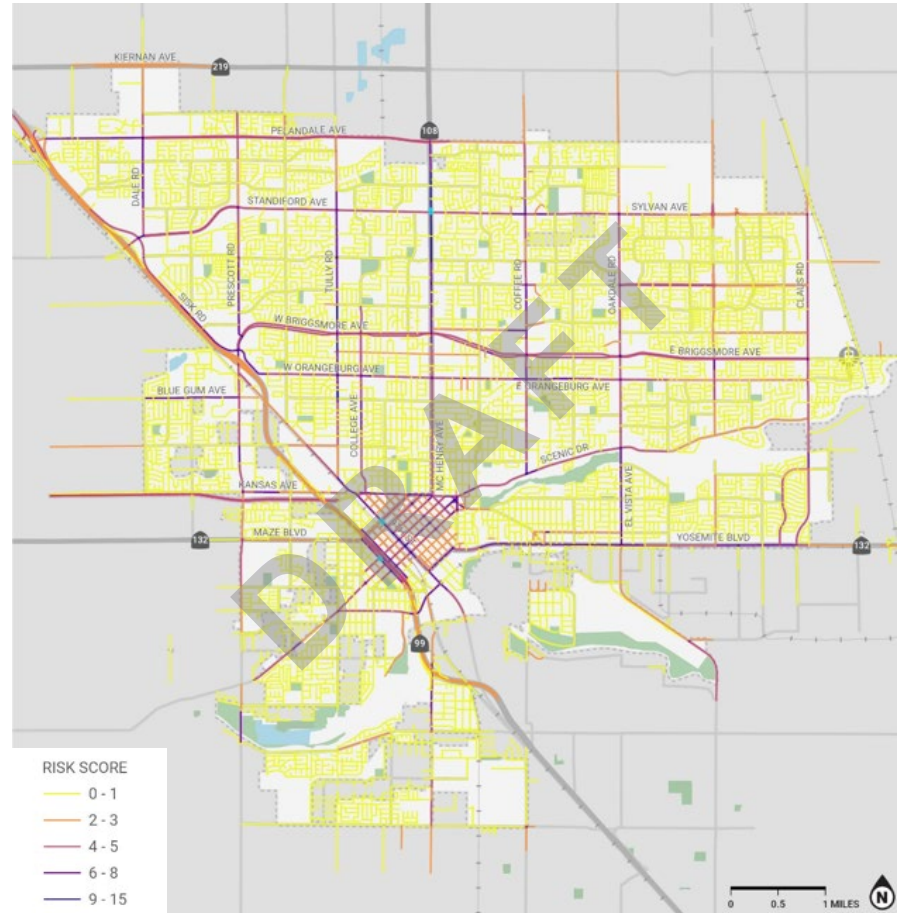 KIERNAN AVE
219
PELANDALE AVE
108
DALE RD
STANDIFORD AVE
SYLVAN AVE
PRESCOTT RD
TULLY RD
COFFEE RD
OAKDALE RD
CLAUS RD
SISK RD
W BRIGGSMORE AVE
E BRIGGSMORE AVE
W ORANGEBURG AVE
E ORANGEBURG AVE
BLUE GUM AVE
COLLEGE AVE
MC HENRY AVE
SCENIC DR
KANSAS AVE
EL VISTA AVE
MAZE BLVD
132
YOSEMITE BLVD
132
99
DRAFT
RISK SCORE
0 - 1
2 - 3
4 - 5
6 - 8
9 - 15
0 0.5 1 MILES
N